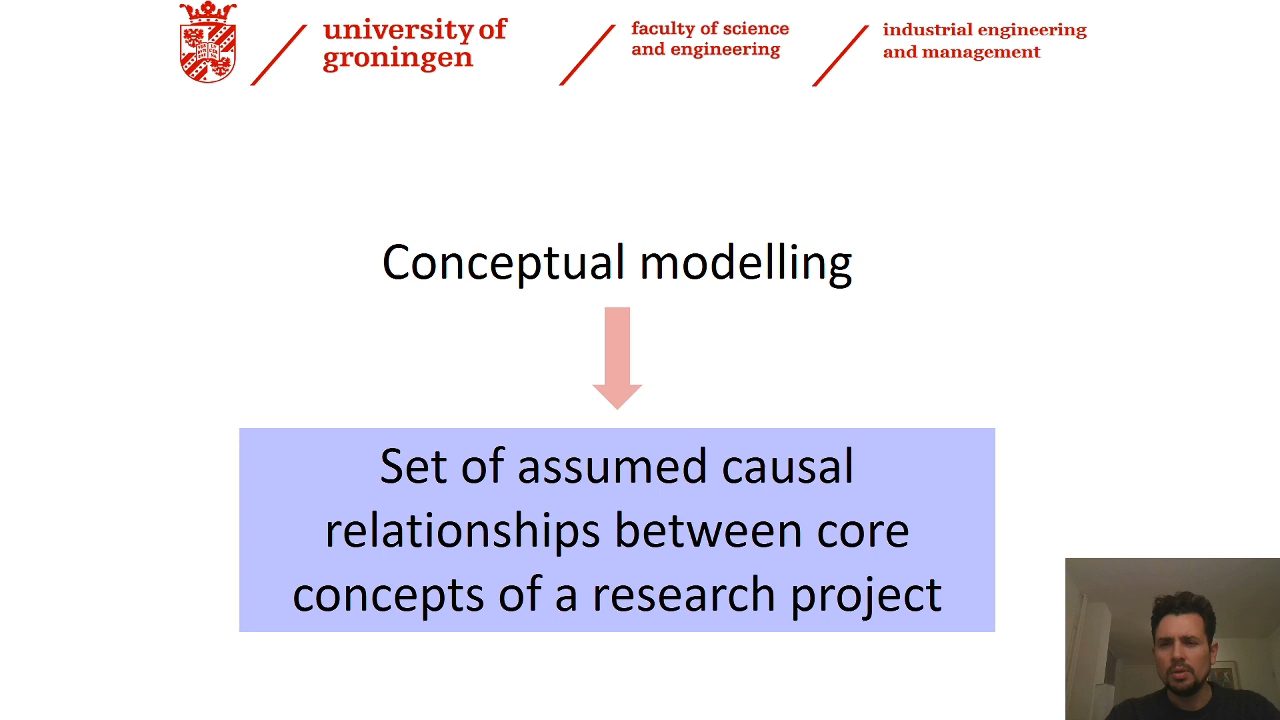 university of
groningen
faculty of science
and engineering
industrial engineering
and management
Conceptual modelling
Set of assumed causal
relationships between core
concepts of a research project